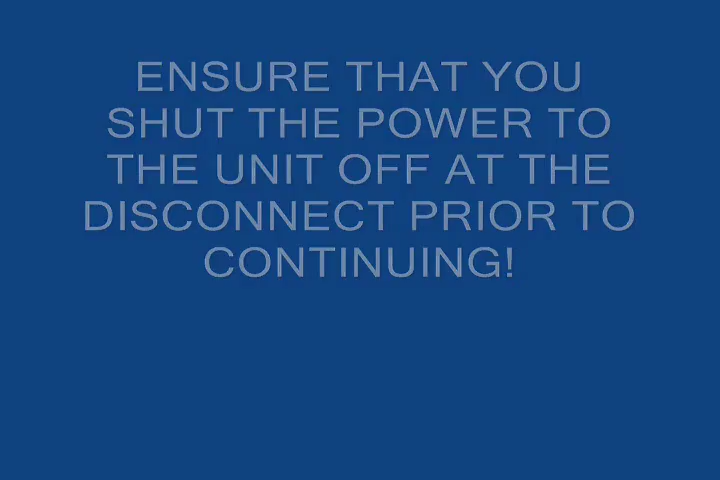 ENSURE THAT YOU
SHUT THE POWER TO
THE UNIT OFF AT THE
DISCONNECT PRIOR TO
CONTINUING!